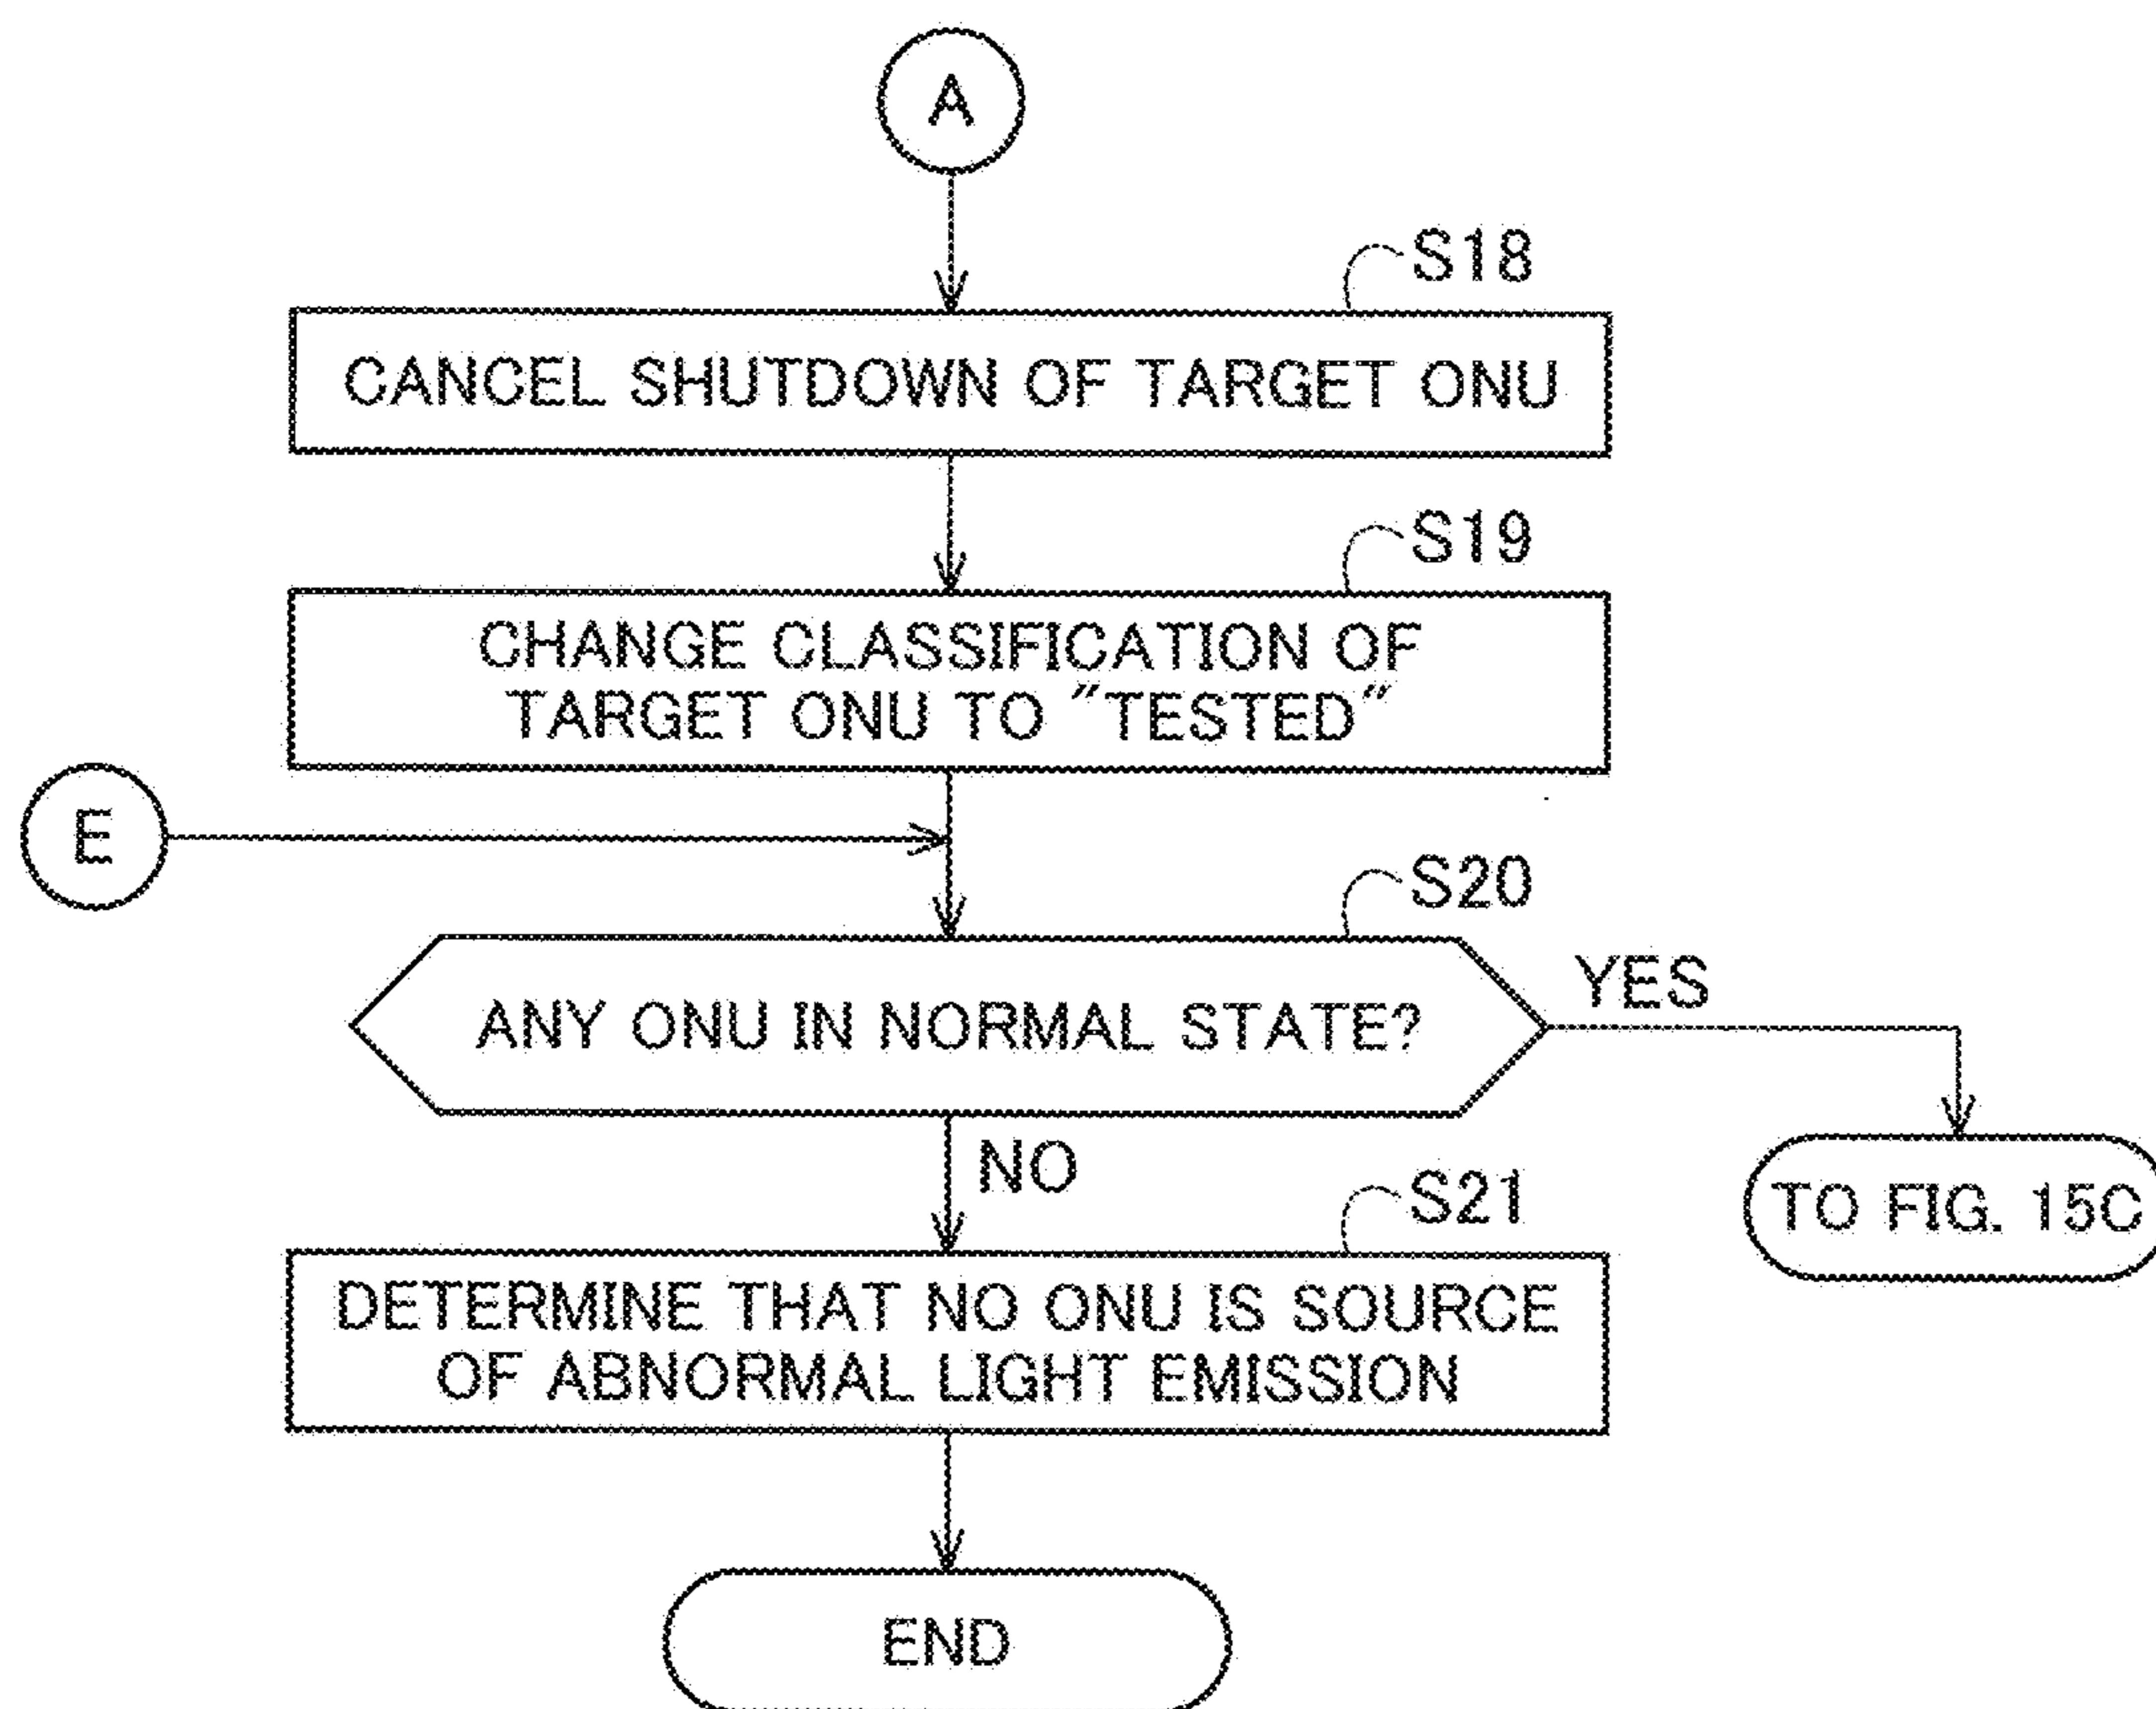 A
S18
CANCEL SHUTDOWN OF TARGET ONU
S19
CHANGE CLASSIFICATION OF
TARGET ONU TO "TESTED"
E
S20
ANY ONU IN NORMAL STATE?
YES
NO
TO FIG. 15C
S21
DETERMINE THAT NO ONU IS SOURCE
OF ABNORMAL LIGHT EMISSION
END